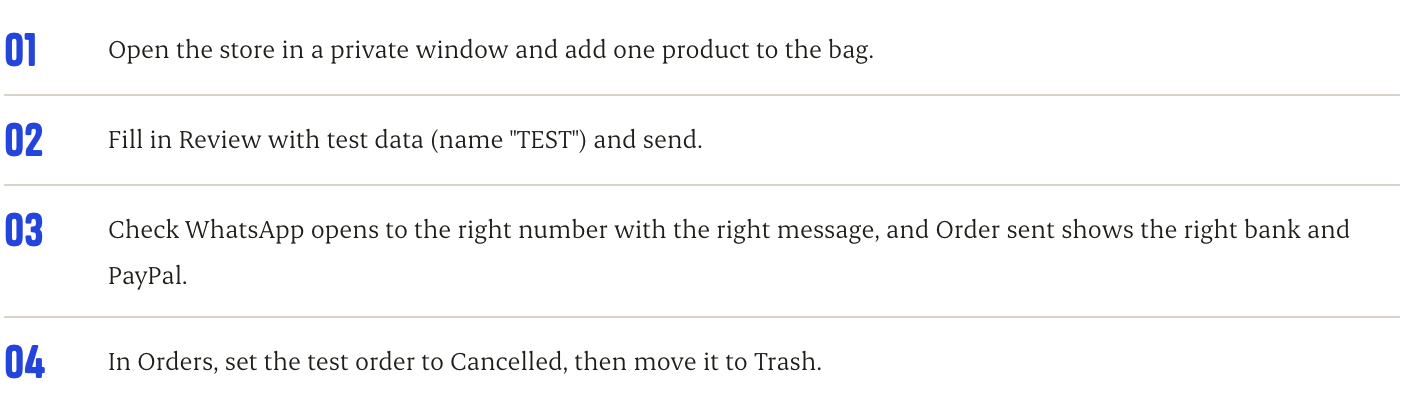 01 Open the store in a private window and add one product to the bag.
02 Fill in Review with test data (name "TEST") and send.
03 Check WhatsApp opens to the right number with the right message, and Order sent shows the right bank and
PayPal.
04 In Orders, set the test order to Cancelled, then move it to Trash.